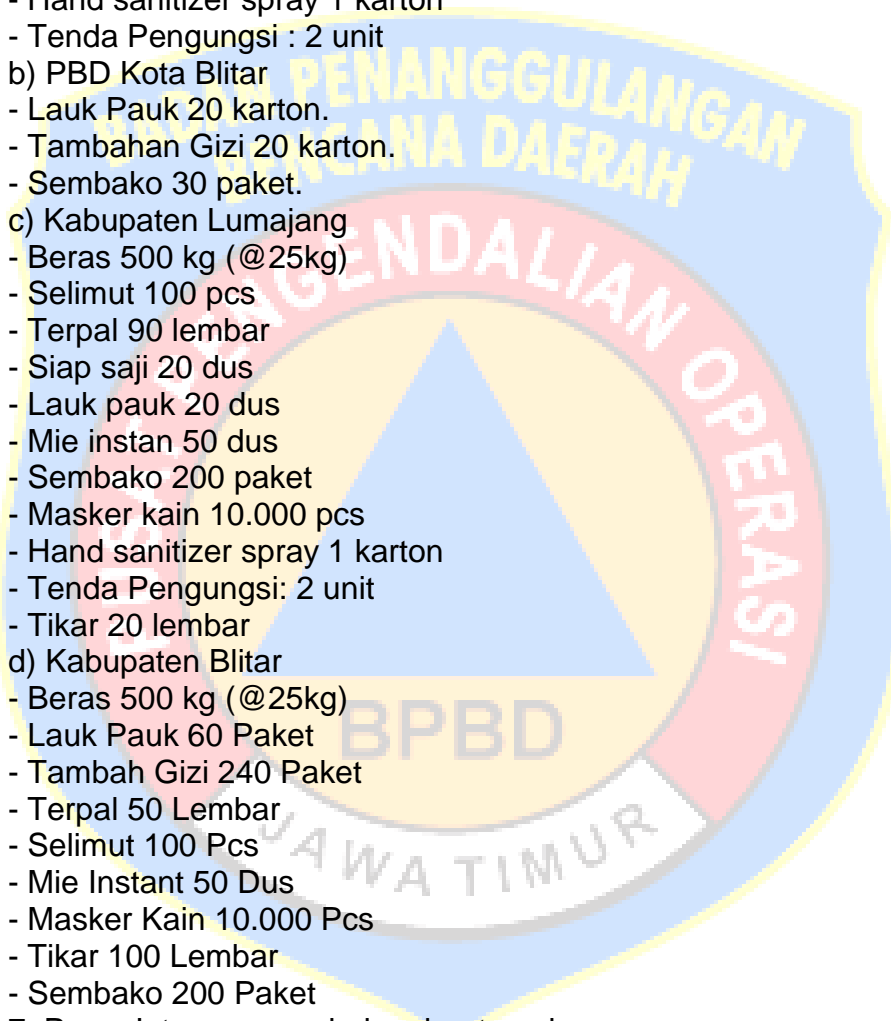 - Hand sanitizer spray 1 karton
- Tenda Pengungsi : 2 unit
b) PBD Kota Blitar
- Lauk Pauk 20 karton.
- Tambahan Gizi 20 karton.
- Sembako 30 paket.
c) Kabupaten Lumajang
- Beras 500 kg (@25kg)
- Selimut 100 pcs
- Terpal 90 lembar
- Siap saji 20 dus
- Lauk pauk 20 dus
- Mie instan 50 dus
- Sembako 200 paket
- Masker kain 10.000 pcs
- Hand sanitizer spray 1 karton
- Tenda Pengungsi: 2 unit
- Tikar 20 lembar
d) Kabupaten Blitar
- Beras 500 kg (@25kg)
- Lauk Pauk 60 Paket
- Tambah Gizi 240 Paket
- Terpal 50 Lembar
- Selimut 100 Pcs
- Mie Instant 50 Dus
- Masker Kain 10.000 Pcs
- Tikar 100 Lembar
- Sembako 200 Paket
BADAN PENANGGULANGAN
BENCANA DAERAH
PUSAT PENGENDALIAN OPERASI
BPBD
JAWA TIMUR